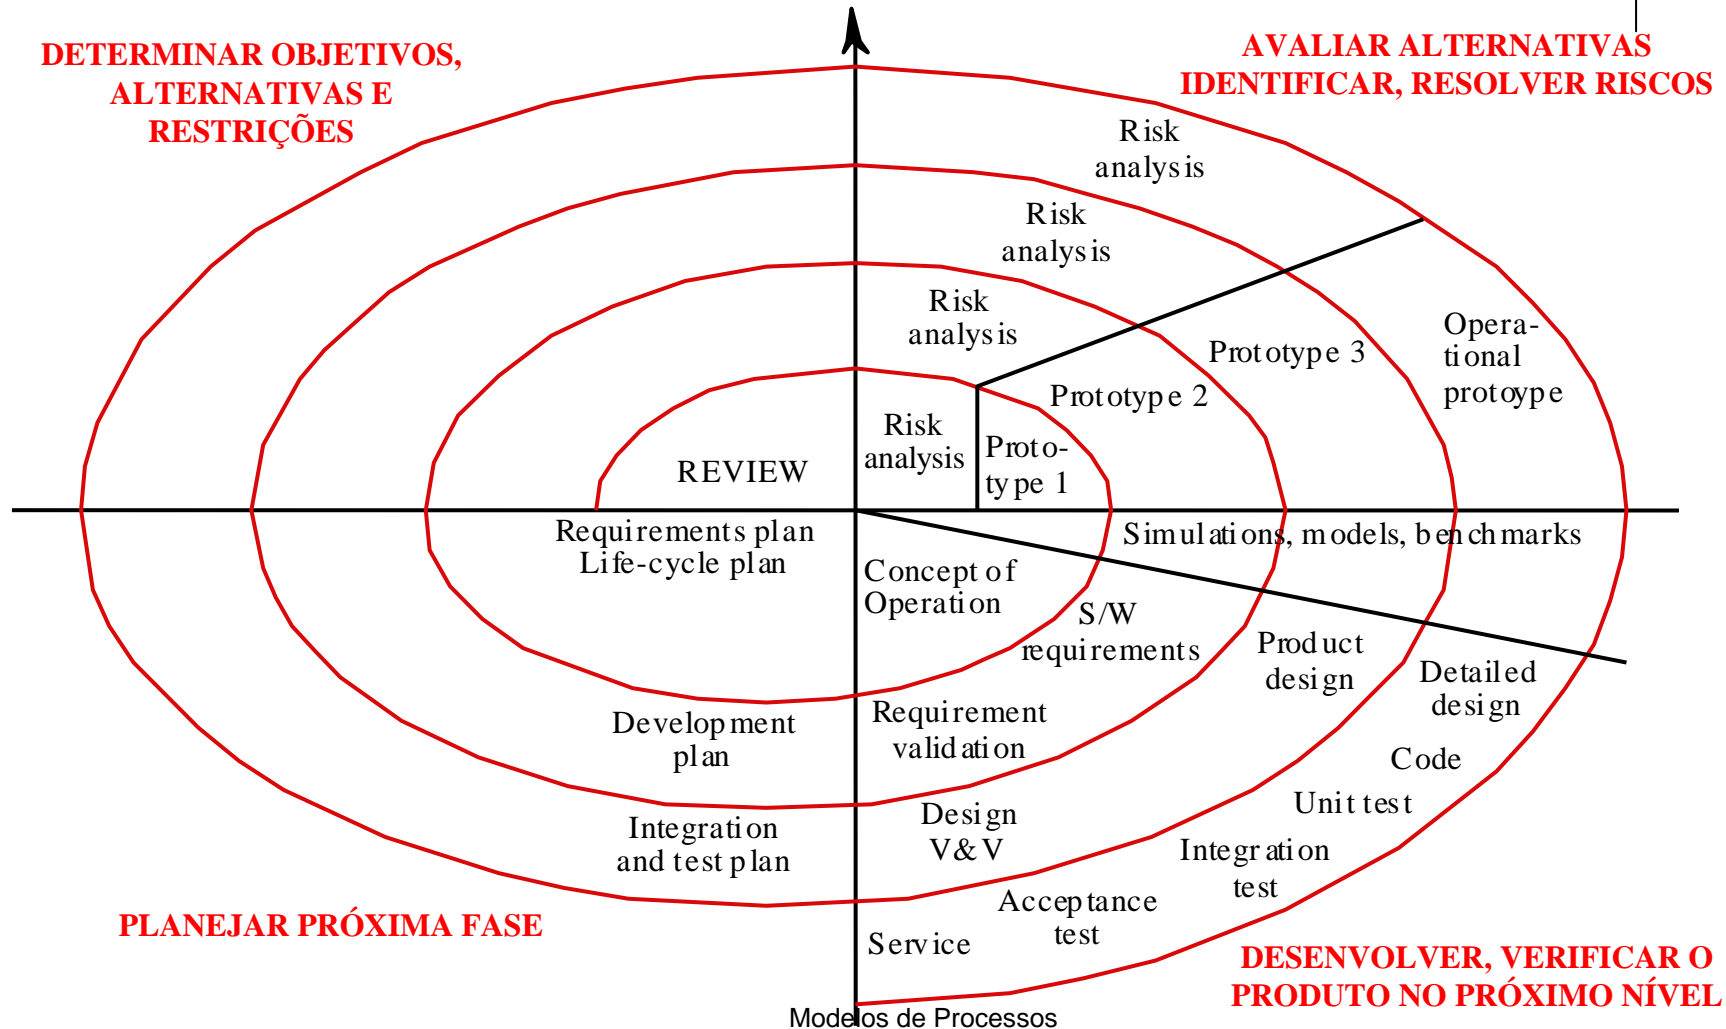 DETERMINAR OBJETIVOS,
ALTERNATIVAS E
RESTRIÇÕES
AVALIAR ALTERNATIVAS
IDENTIFICAR, RESOLVER RISCOS
Risk
analysis
Risk
analysis
Risk
analysis
Risk
analysis
Proto-
type 1
Prototype 2
Prototype 3
Opera-
tional
protoype
REVIEW
Requirements plan
Life-cycle plan
Simulations, models, benchmarks
Concept of
Operation
S/W
requirements
Product
design
Detailed
design
Development
plan
Requirement
validation
Code
Unit test
Integration
and test plan
Design
V&V
Integration
test
Acceptance
test
Service
PLANEJAR PRÓXIMA FASE
DESENVOLVER, VERIFICAR O
PRODUTO NO PRÓXIMO NÍVEL
Modelos de Processos